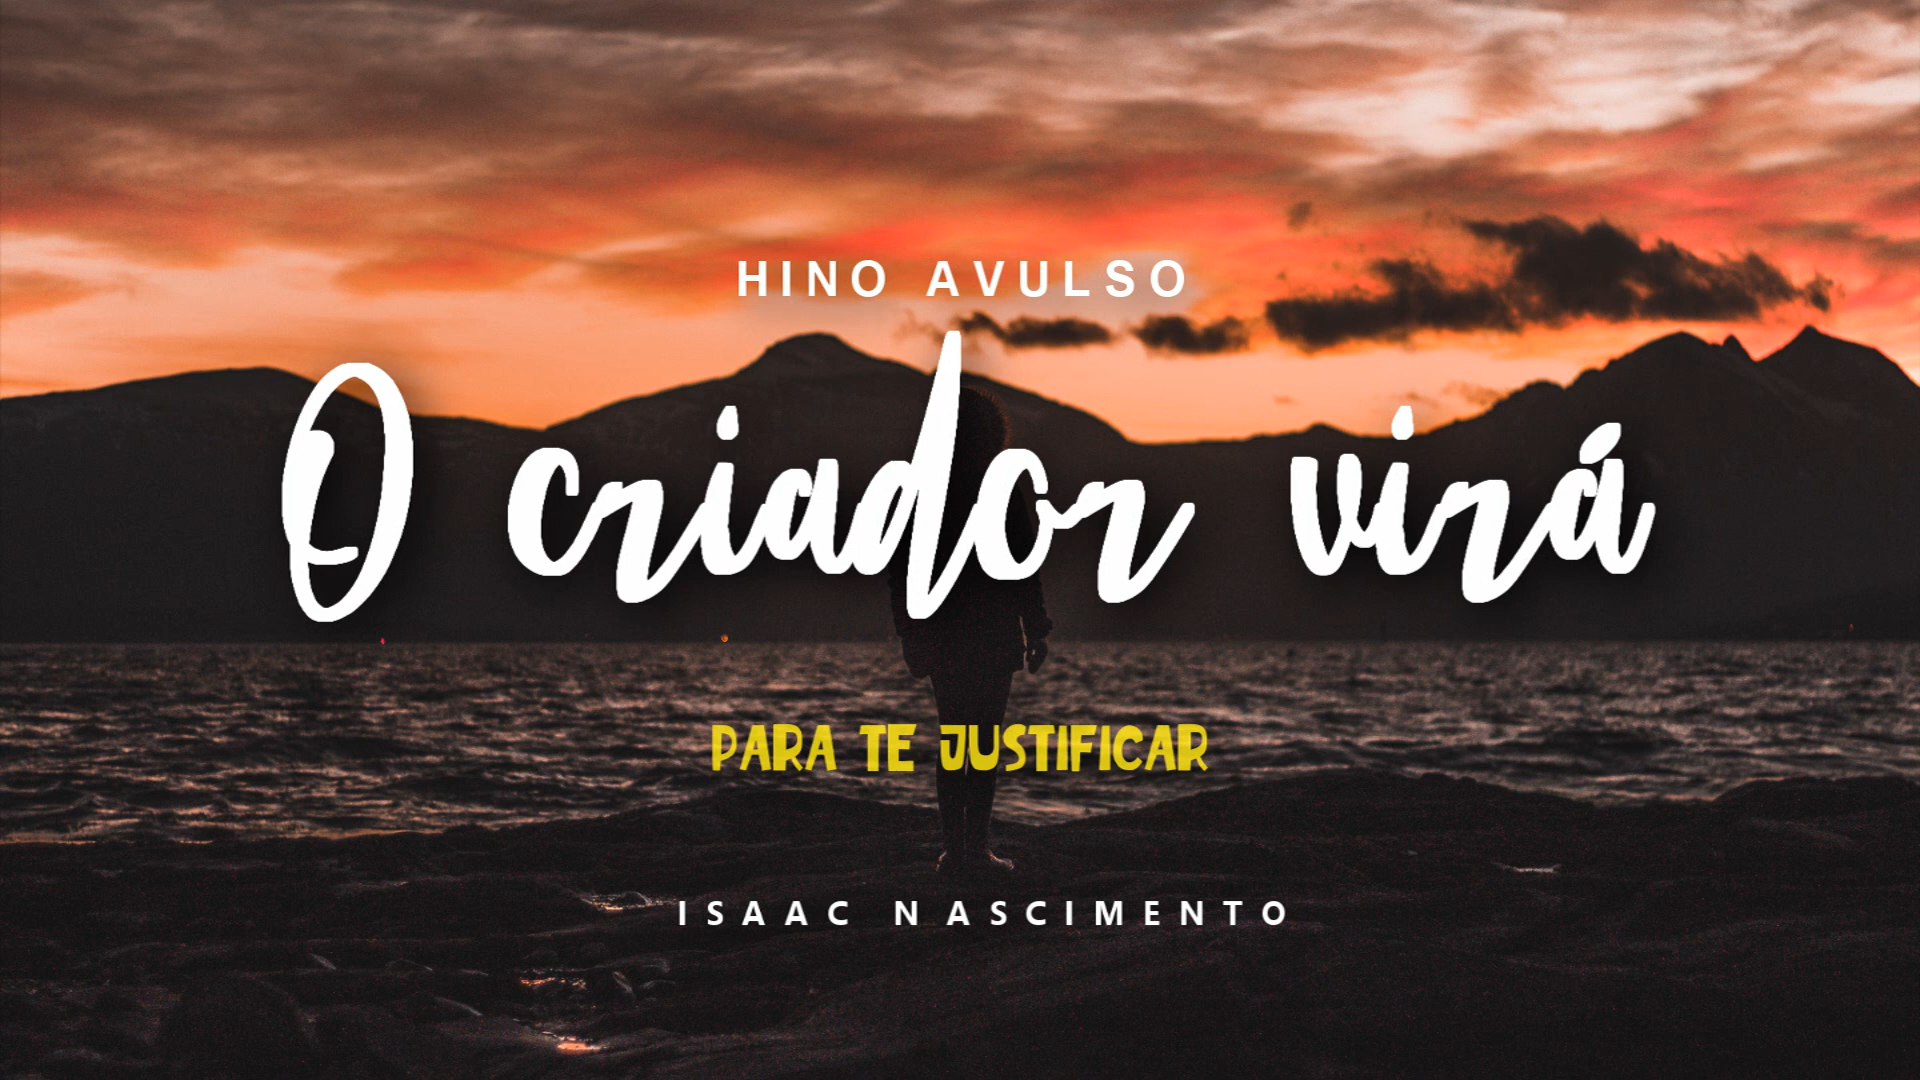 HINO AVULSO
O criador virá
PARA TE JUSTIFICAR
ISAAC NASCIMENTO